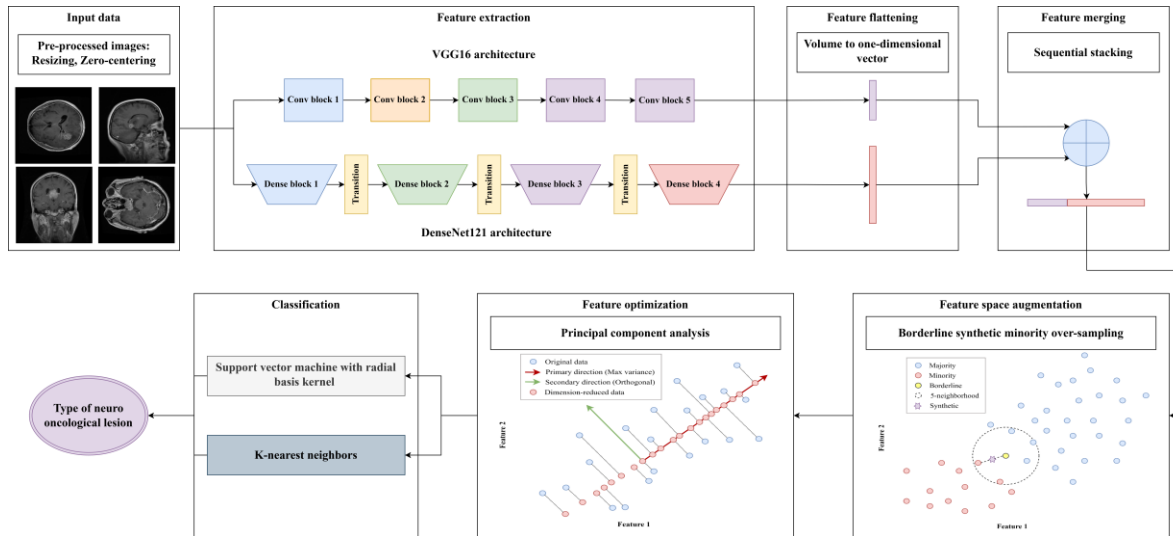 Input data
Pre-processed images:
Resizing, Zero-centering
Feature extraction
VGG16 architecture
Conv block 1
Conv block 2
Conv block 3
Conv block 4
Conv block 5
Dense block 1
Transition
Dense block 2
Transition
Dense block 3
Transition
Dense block 4
DenseNet121 architecture
Feature flattening
Volume to one-dimensional
vector
Feature merging
Sequential stacking
Classification
Support vector machine with radial
basis kernel
K-nearest neighbors
Type of neuro
oncological lesion
Feature optimization
Principal component analysis
Original data
Primary direction (Max variance)
Secondary direction (Orthogonal)
Dimension-reduced data
Feature 2
Feature 1
Feature space augmentation
Borderline synthetic minority over-sampling
Majority
Minority
Borderline
5-neighborhood
Synthetic
Feature 2
Feature 1